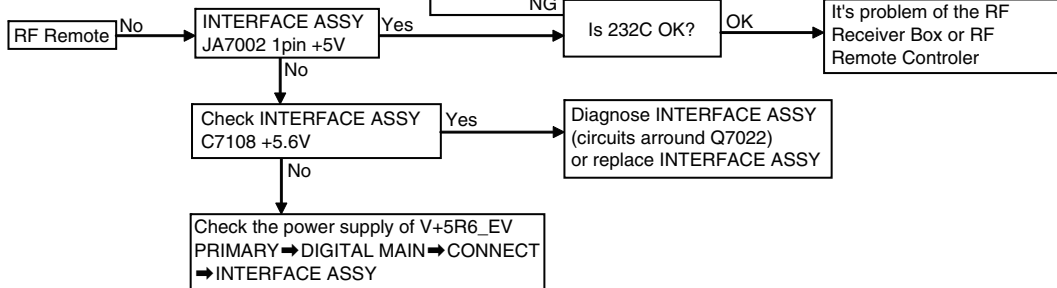 NG
RF Remote
No
INTERFACE ASSY
JA7002 1pin +5V
Yes
Is 232C OK?
OK
It's problem of the RF
Receiver Box or RF
Remote Controler
No
Check INTERFACE ASSY
C7108 +5.6V
Yes
Diagnose INTERFACE ASSY
(circuits arround Q7022)
or replace INTERFACE ASSY
No
Check the power supply of V+5R6_EV
PRIMARY➡DIGITAL MAIN➡CONNECT
➡INTERFACE ASSY